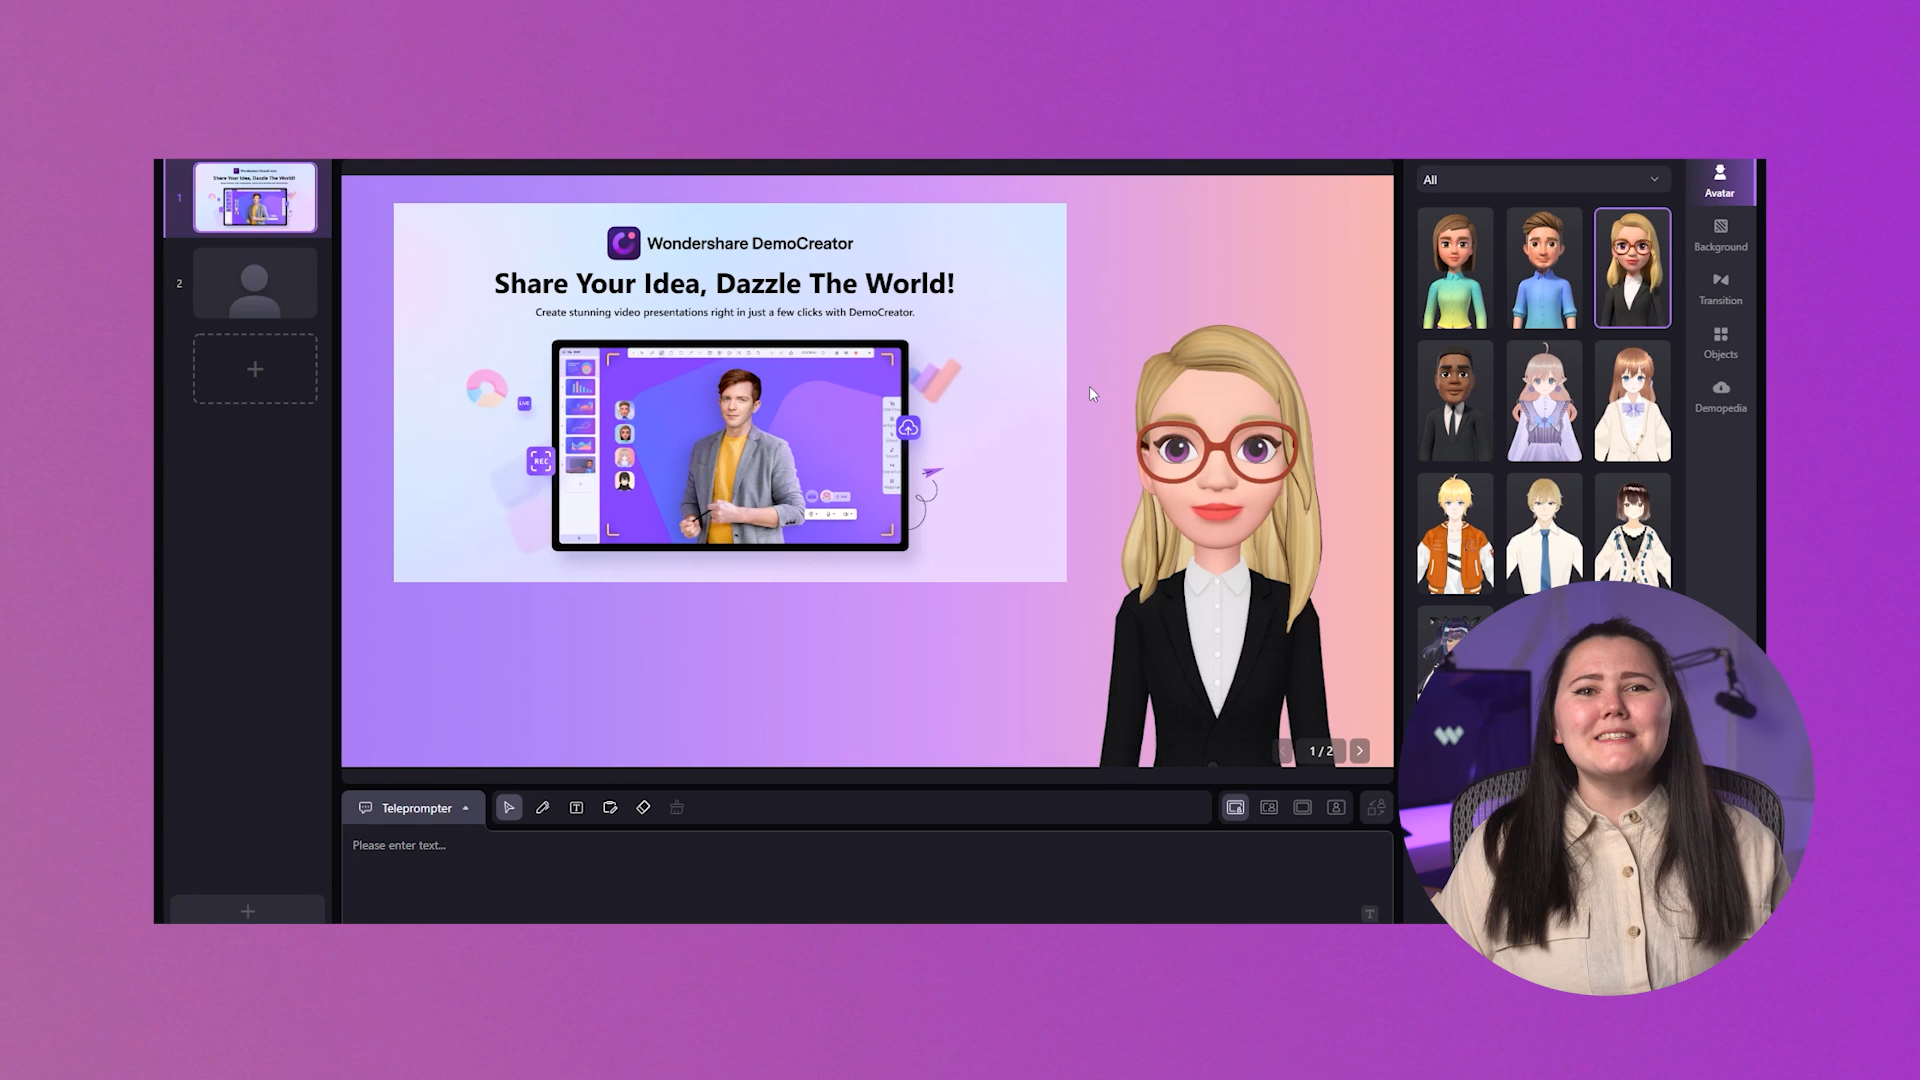 1
2
Wondershare DemoCreator
Share Your Idea, Dazzle The World!
Create stunning video presentations right in just a few clicks with DemoCreator.
LIVE
REC
1 / 2
Teleprompter
Please enter text...
All
Avatar
Background
Transition
Objects
Demopedia